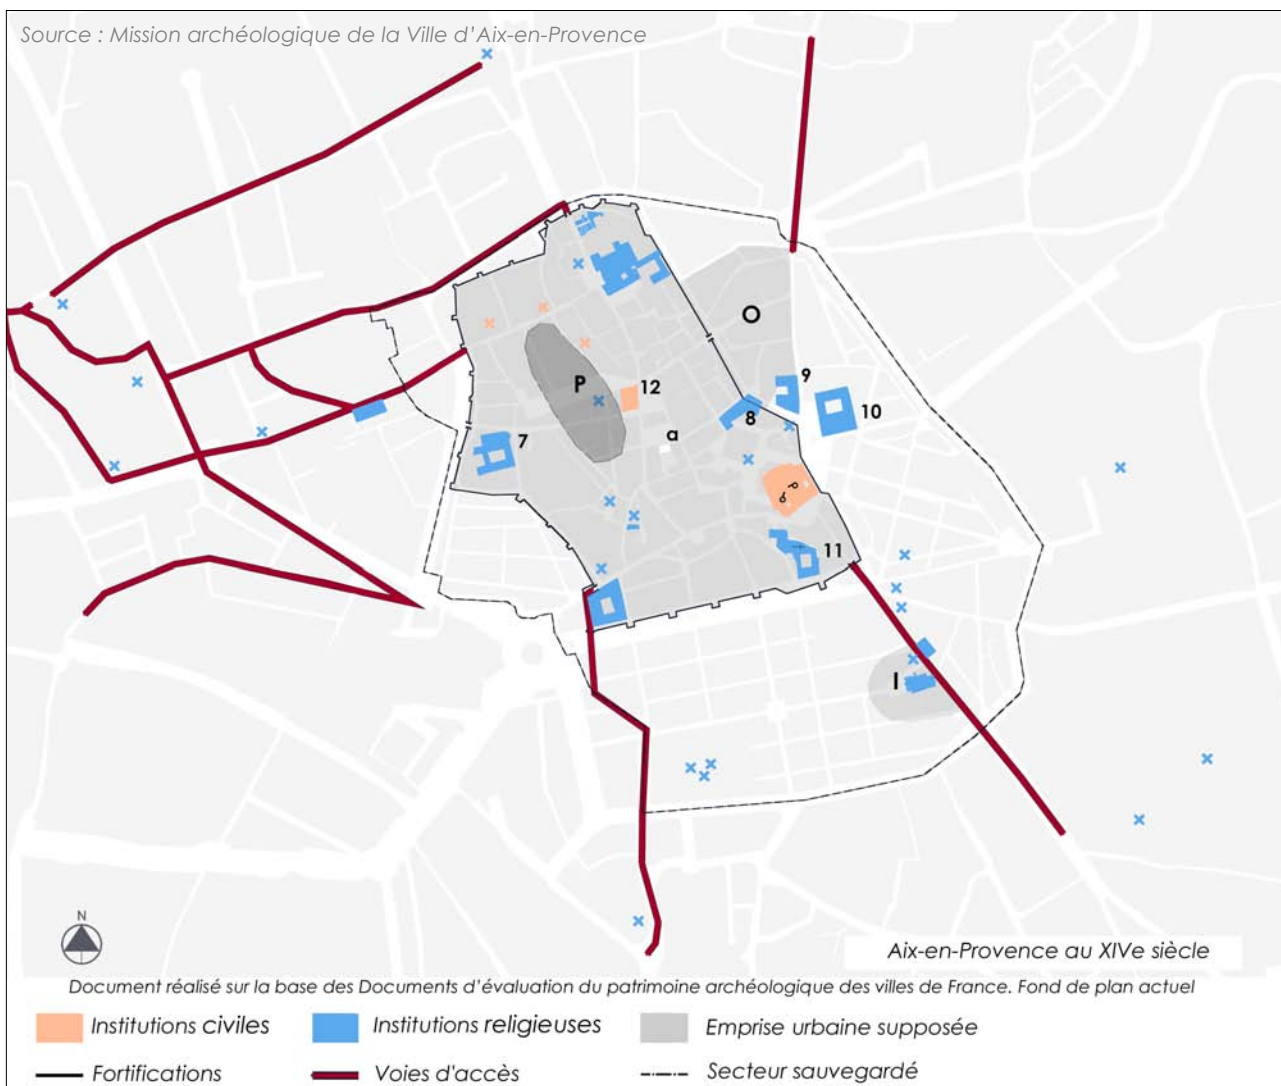 Source : Mission archéologique de la Ville d'Aix-en-Provence
O
9
P
12
10
8
a
7
11
I
N
Aix-en-Provence au XIVe siècle
Document réalisé sur la base des Documents d'évaluation du patrimoine archéologique des villes de France. Fond de plan actuel
Institutions civiles
Institutions religieuses
Emprise urbaine supposée
Fortifications
Voies d'accès
Secteur sauvegardé